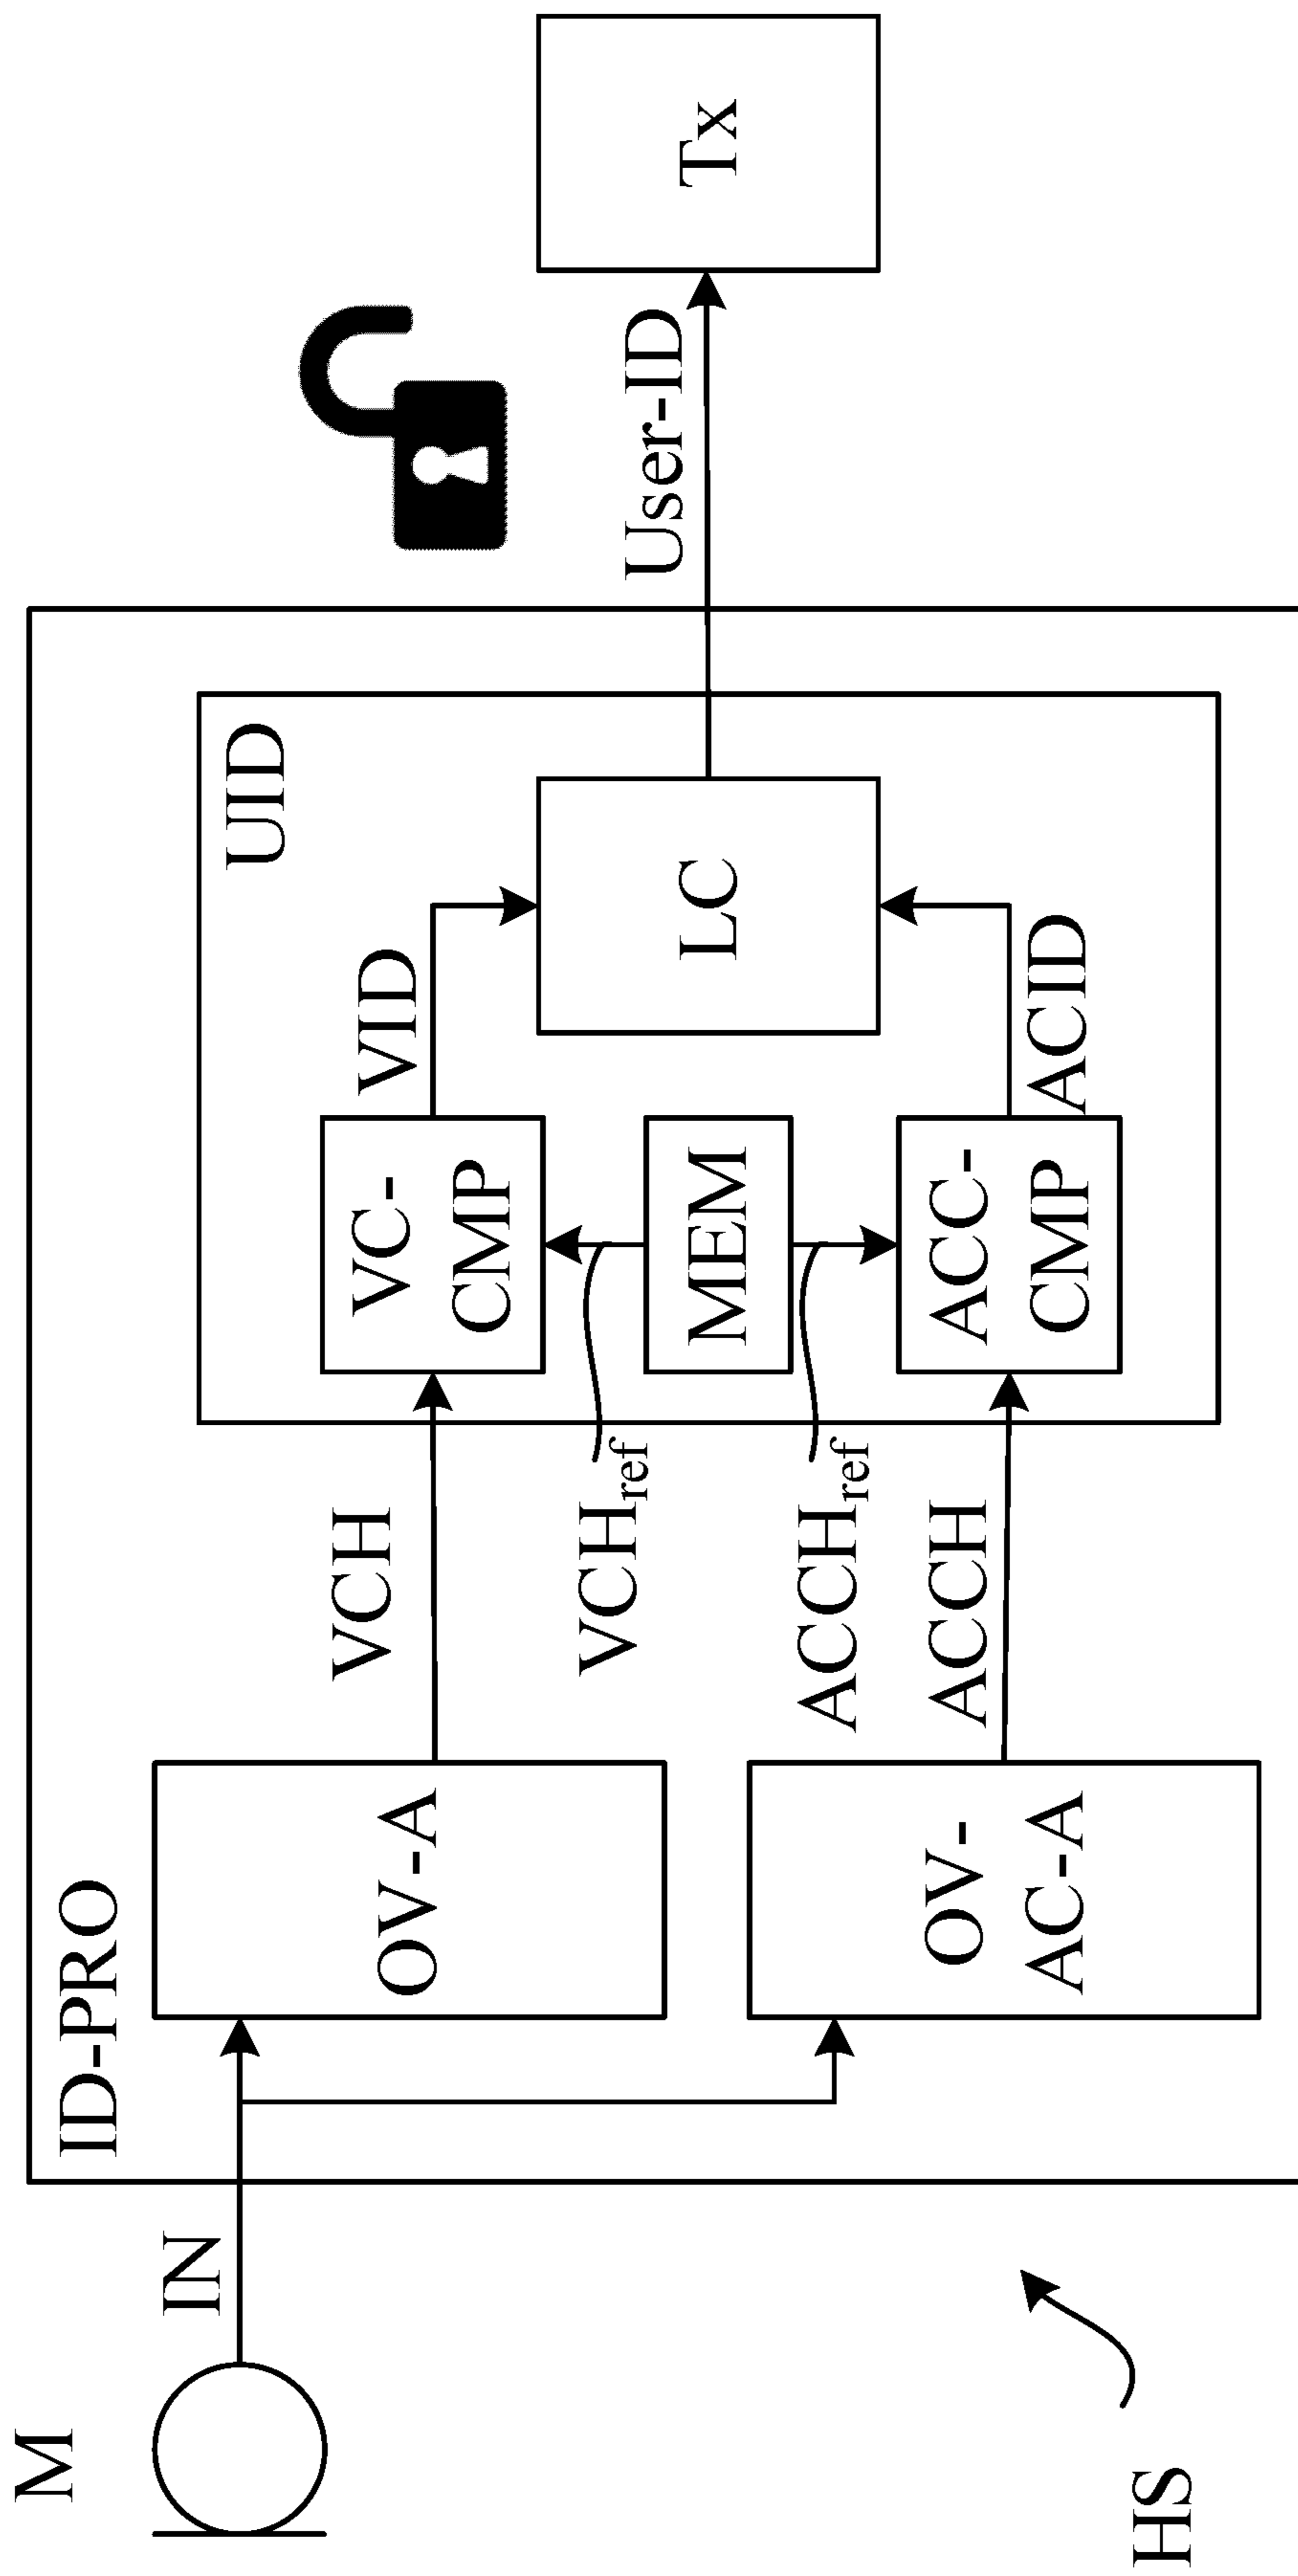 M
IN
ID-PRO
OV-A
OV-
AC-A
VCH
VCHref
ACCHref
ACCH
UID
VC-
CMP
MEM
ACC-
CMP
VID
ACID
LC
User-ID
Tx
HS